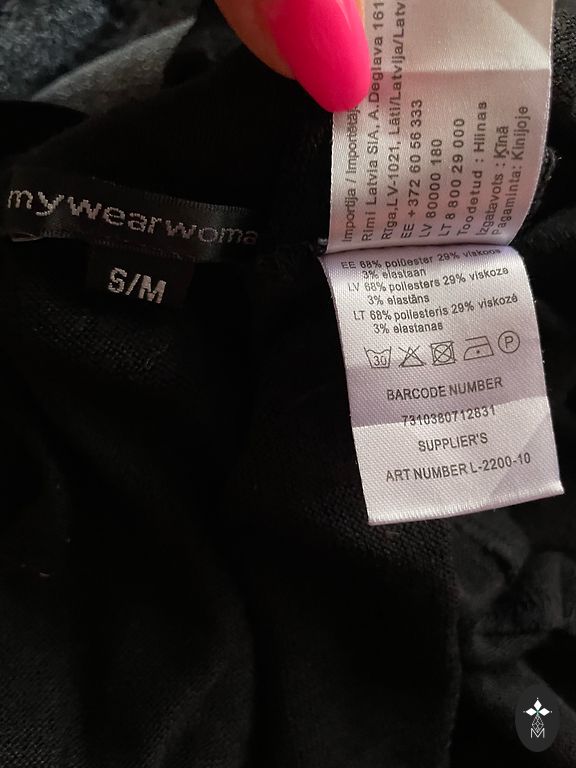 mywearwoma
S/M
Importija / Importētājs
Rimi Latvia SIA, A.Deglava 161
Rīga, LV-1021, Läti/Latvija/Latv
EE +372 60 56 333
LV 80000 180
LT 8 800 29 000
Toodetud : Hiinas
Izgatavots : Ķīnā
Pagaminta: Kinijoje
EE 68% polüester 29% viskoos
3% elastaan
LV 68% poliesters 29% viskoze
3% elastāns
LT 68% poliesteris 29% viskozė
3% elastanas
30
P
BARCODE NUMBER
7310380712831
SUPPLIER'S
ART NUMBER L-2200-10
M